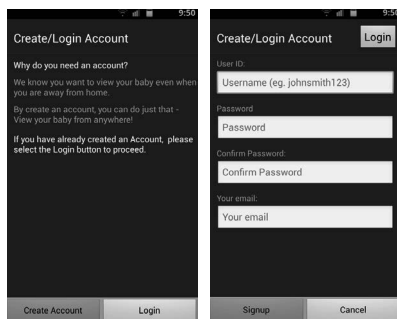 9:50
Create/Login Account
Why do you need an account?
We know you want to view your baby even when
you are away from home.
By create an account, you can do just that -
View your baby from anywhere!
If you have already created an Account, please
select the Login button to proceed.
Create Account
Login
9:50
Create/Login Account
Login
User ID:
Username (eg. johnsmith123)
Password
Password
Confirm Password:
Confirm Password
Your email:
Your email
Signup
Cancel